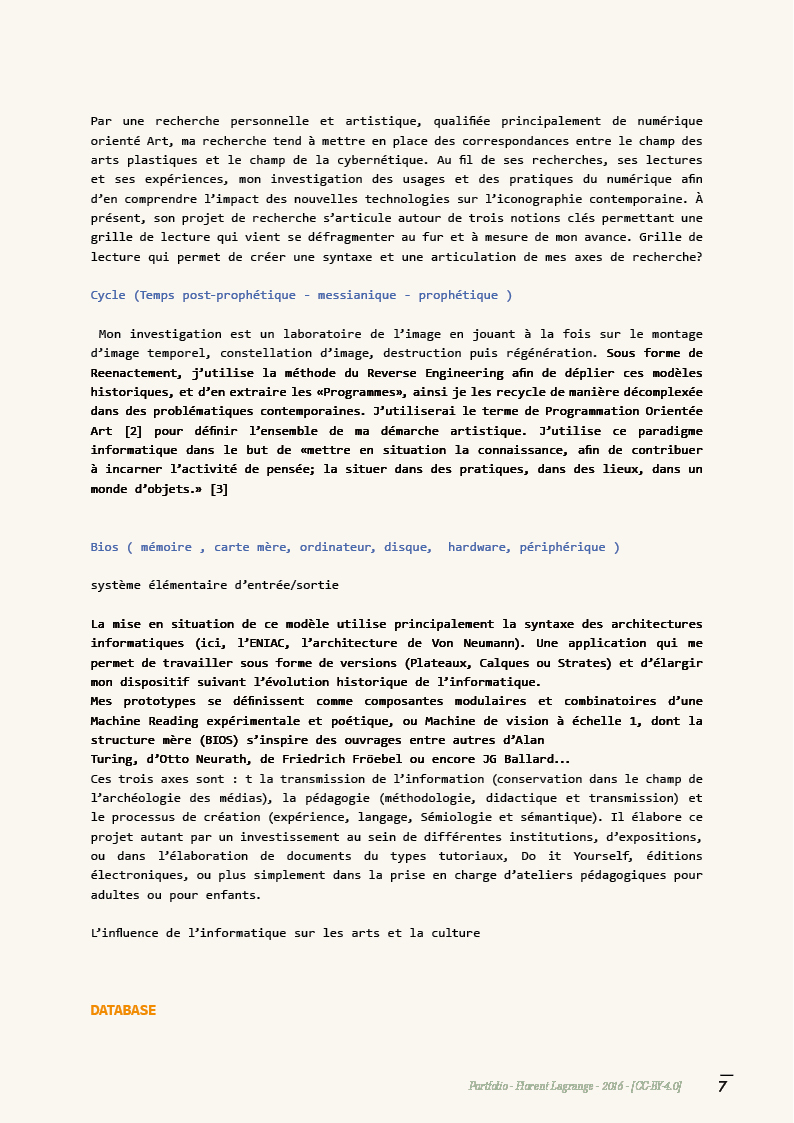 Par une recherche personnelle et artistique, qualifiée principalement de numérique
orienté Art, ma recherche tend à mettre en place des correspondances entre le champ des
arts plastiques et le champ de la cybernétique. Au fil de ses recherches, ses lectures
et ses expériences, mon investigation des usages et des pratiques du numérique afin
d’en comprendre l’impact des nouvelles technologies sur l’iconographie contemporaine. À
présent, son projet de recherche s’articule autour de trois notions clés permettant une
grille de lecture qui vient se défragmenter au fur et à mesure de mon avance. Grille de
lecture qui permet de créer une syntaxe et une articulation de mes axes de recherche?
Cycle (Temps post-prophétique - messianique - prophétique )
Mon investigation est un laboratoire de l’image en jouant à la fois sur le montage
d’image temporel, constellation d’image, destruction puis régénération. Sous forme de
Reenactement, j’utilise la méthode du Reverse Engineering afin de déplier ces modèles
historiques, et d’en extraire les «Programmes», ainsi je les recycle de manière décomplexée
dans des problématiques contemporaines. J’utiliserai le terme de Programmation Orientée
Art [2] pour définir l’ensemble de ma démarche artistique. J’utilise ce paradigme
informatique dans le but de «mettre en situation la connaissance, afin de contribuer
à incarner l’activité de pensée; la situer dans des pratiques, dans des lieux, dans un
monde d’objets.» [3]
Bios ( mémoire , carte mère, ordinateur, disque,  hardware, périphérique )
système élémentaire d’entrée/sortie
La mise en situation de ce modèle utilise principalement la syntaxe des architectures
informatiques (ici, l’ENIAC, l’architecture de Von Neumann). Une application qui me
permet de travailler sous forme de versions (Plateaux, Calques ou Strates) et d’élargir
mon dispositif suivant l’évolution historique de l’informatique.
Mes prototypes se définissent comme composantes modulaires et combinatoires d’une
Machine Reading expérimentale et poétique, ou Machine de vision à échelle 1, dont la
structure mère (BIOS) s’inspire des ouvrages entre autres d’Alan
Turing, d’Otto Neurath, de Friedrich Fröebel ou encore JG Ballard...
Ces trois axes sont : t la transmission de l’information (conservation dans le champ de
l’archéologie des médias), la pédagogie (méthodologie, didactique et transmission) et
le processus de création (expérience, langage, Sémiologie et sémantique). Il élabore ce
projet autant par un investissement au sein de différentes institutions, d’expositions,
ou dans l’élaboration de documents du types tutoriaux, Do it Yourself, éditions
électroniques, ou plus simplement dans la prise en charge d’ateliers pédagogiques pour
adultes ou pour enfants.
L’influence de l’informatique sur les arts et la culture
DATABASE
Portfolio - Florent Lagrange - 2016 - [CC-BY-4.0] 7